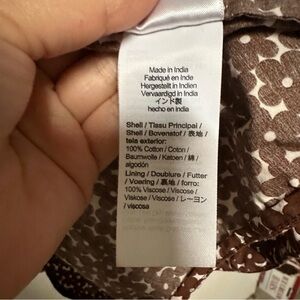 Made in India
Fabriqué en Inde
Hergestellt in Indien
Vervaardigd in India
インド製
hecho en indio
Shell / Tissu Principal /
Shell / Bovenstof / 表地 /
tela exterior:
100% Cotton / Coton /
Baumwolle / Katoen / 綿 /
algodón
Lining / Doublure / Futter
/ Voering / 裏地 / forro:
100% Viscose / Viscose /
Viskose / Viscose / レーヨン
/ viscosa